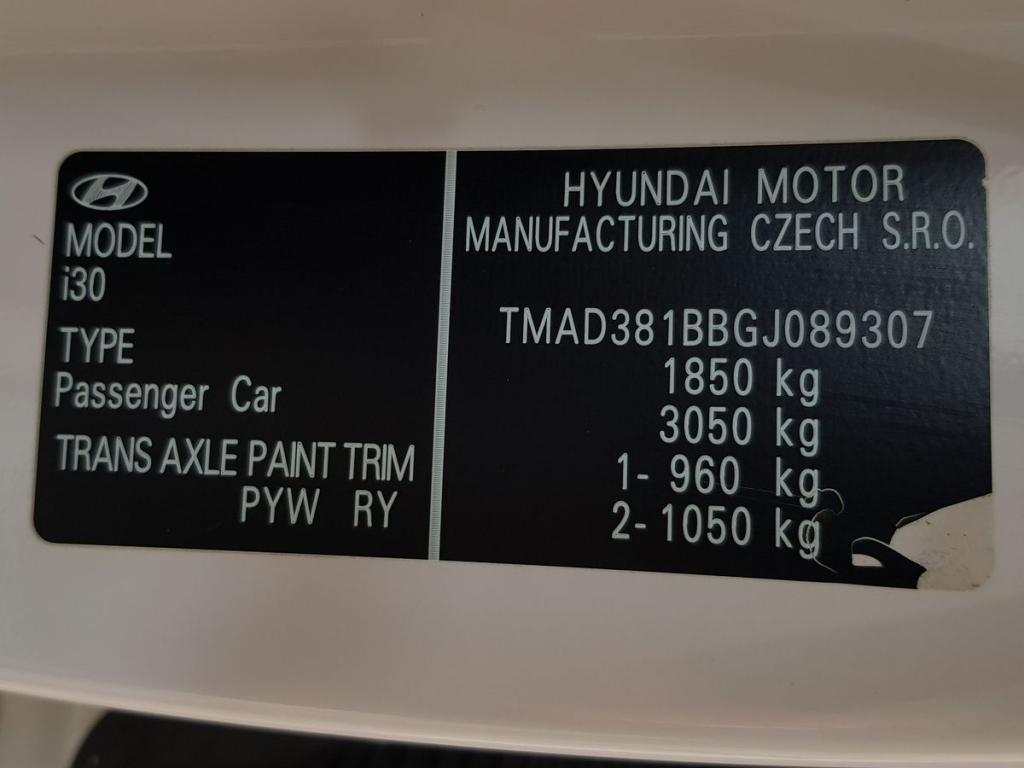 MODEL
i30
TYPE
Passenger Car
TRANS AXLE PAINT TRIM
PYW RY
HYUNDAI MOTOR
MANUFACTURING CZECH S.R.O.
TMAD381BBGJ089307
1850 kg
3050 kg
1- 960 kg
2- 1050 kg